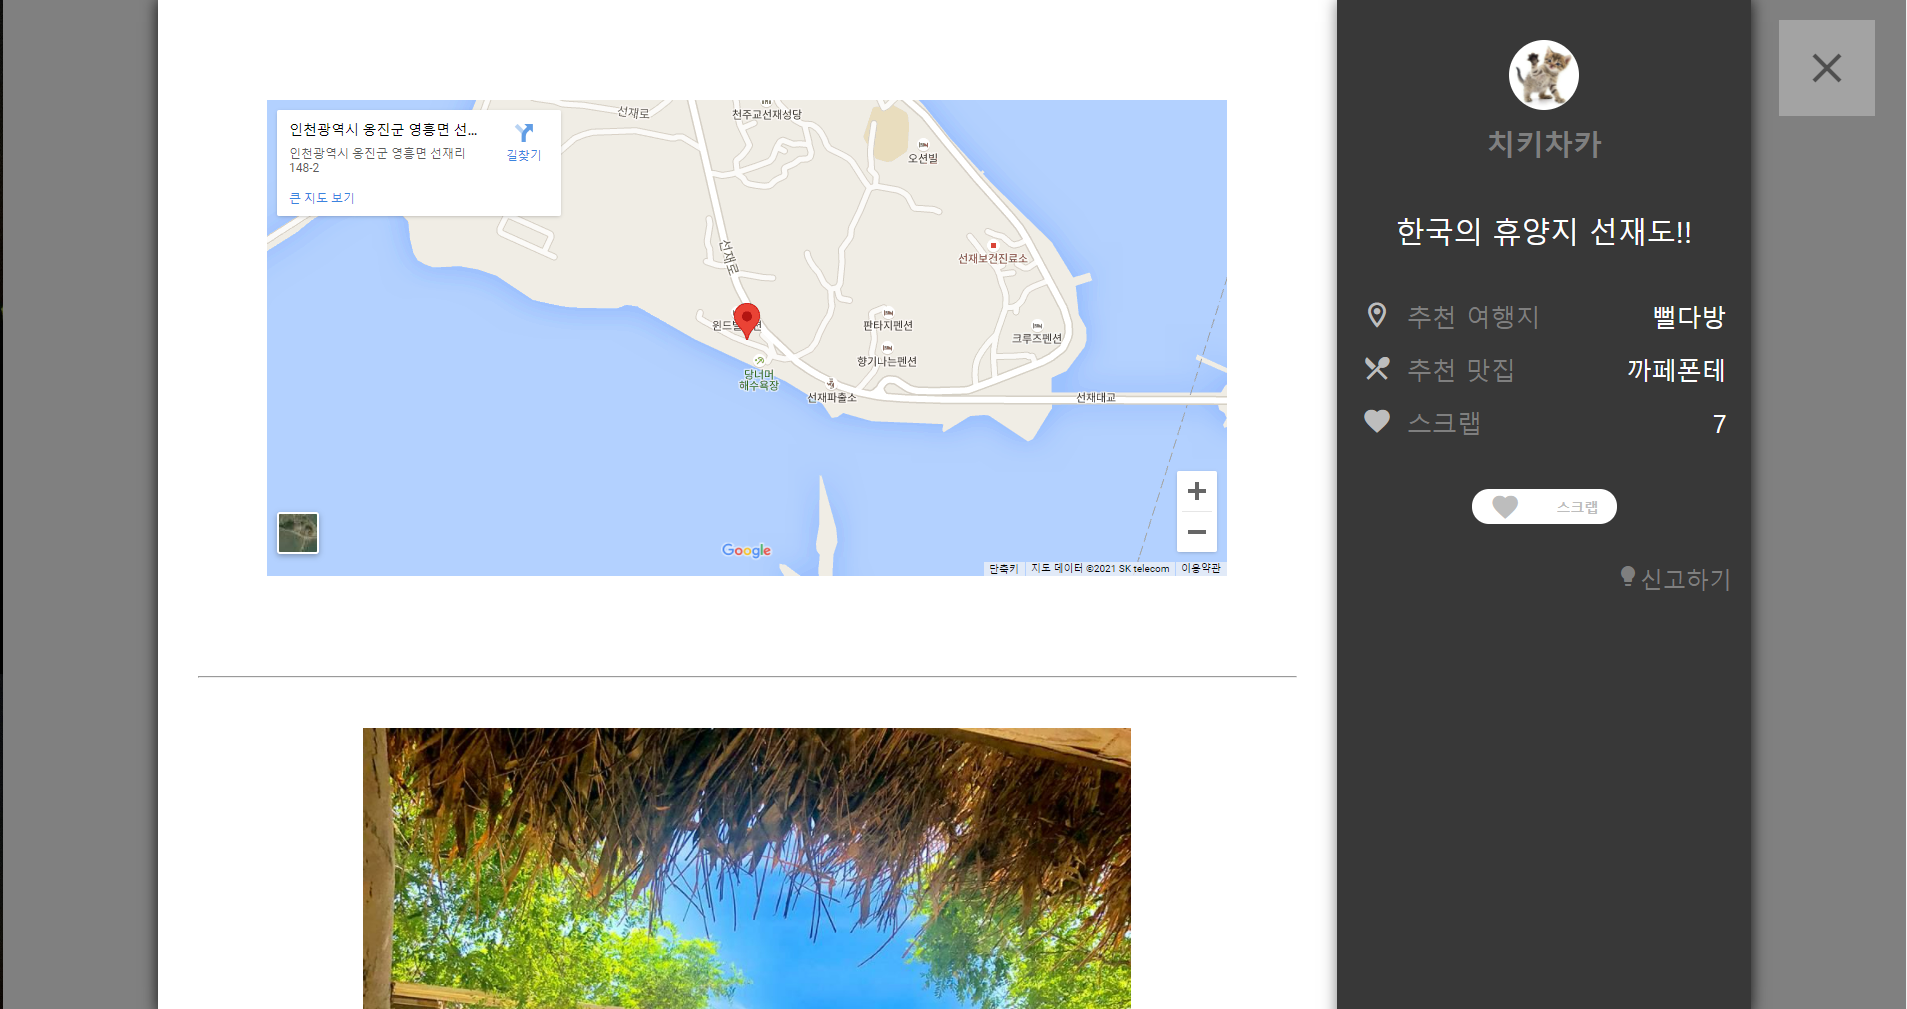 인천광역시 옹진군 영흥면 선...
인천광역시 옹진군 영흥면 선재리
148-2
길찾기
큰 지도 보기
선재로
천주교선재성당
오션빌
선재로
선재보건진료소
판타지펜션
크루즈펜션
향기나는펜션
당너머
해수욕장
선재파출소
선재대교
Google
단축키
지도 데이터 ©2021 SK telecom
이용약관
치키차카
한국의 휴양지 선재도!!
추천 여행지 뻘다방
추천 맛집 까페폰테
스크랩 7
스크랩
신고하기